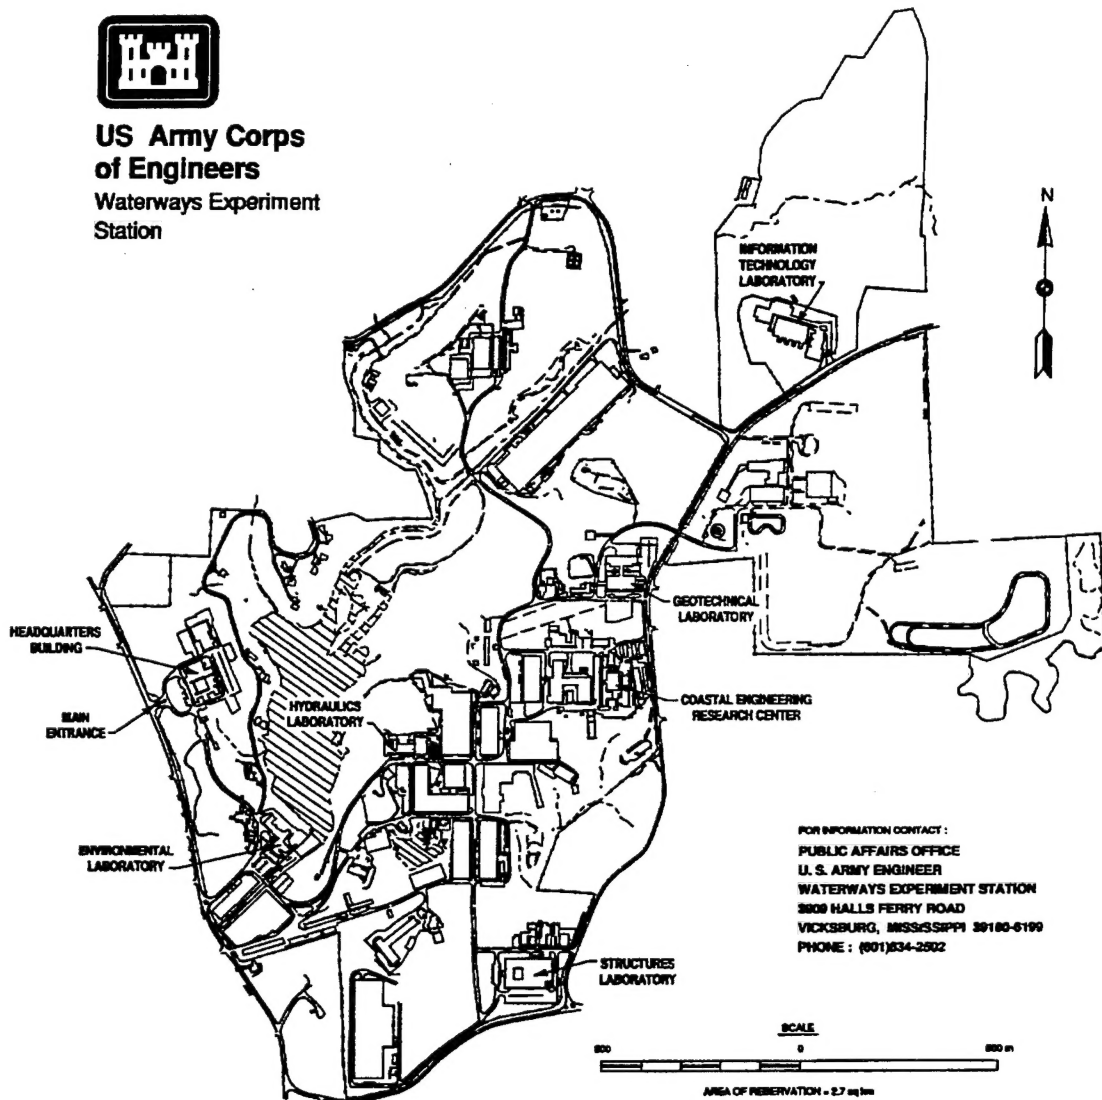 US Army Corps
of Engineers
Waterways Experiment
Station
N
INFORMATION
TECHNOLOGY
LABORATORY
GEOTECHNICAL
LABORATORY
HEADQUARTERS
BUILDING
MAIN
ENTRANCE
HYDRAULICS
LABORATORY
COASTAL ENGINEERING
RESEARCH CENTER
ENVIRONMENTAL
LABORATORY
STRUCTURES
LABORATORY
FOR INFORMATION CONTACT :
PUBLIC AFFAIRS OFFICE
U. S. ARMY ENGINEER
WATERWAYS EXPERIMENT STATION
3909 HALLS FERRY ROAD
VICKSBURG, MISSISSIPPI 39180-6199
PHONE : (601)634-2502
SCALE
500 0 500 m
AREA OF RESERVATION = 2.7 sq km